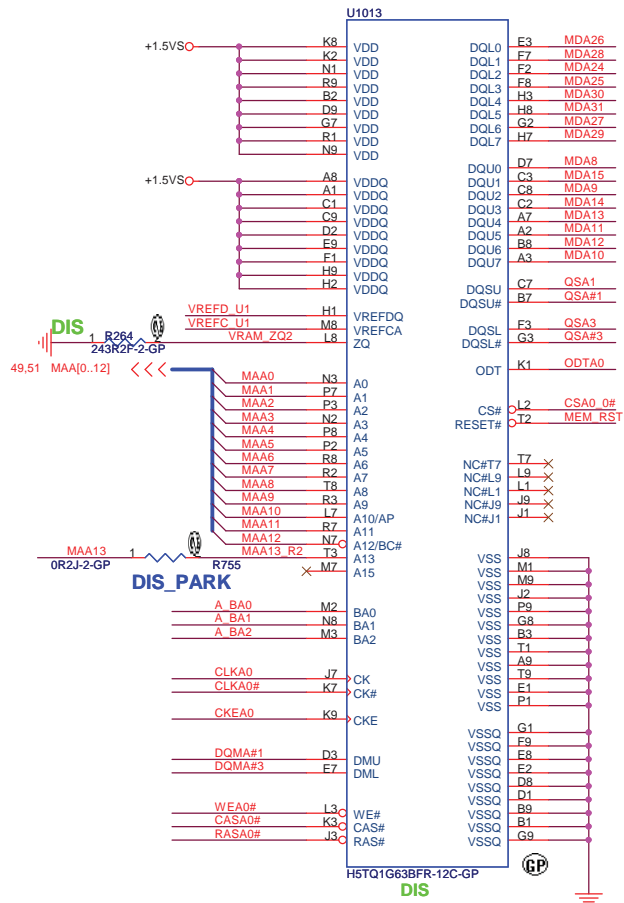 U1013
+1.5VS K8 VDD DQL0 E3 MDA26
K2 VDD DQL1 F7 MDA28
N1 VDD DQL2 F2 MDA24
R9 VDD DQL3 F8 MDA25
B2 VDD DQL4 H3 MDA30
D9 VDD DQL5 H8 MDA31
G7 VDD DQL6 G2 MDA27
R1 VDD DQL7 H7 MDA29
N9 VDD
DQU0 D7 MDA8
+1.5VS A8 VDDQ DQU1 C3 MDA15
A1 VDDQ DQU2 C8 MDA9
C1 VDDQ DQU3 C2 MDA14
C9 VDDQ DQU4 A7 MDA13
D2 VDDQ DQU5 A2 MDA11
E9 VDDQ DQU6 B8 MDA12
F1 VDDQ DQU7 A3 MDA10
H9 VDDQ
H2 VDDQ DQSU C7 QSA1
DQSU# B7 QSA#1
VREFD_U1 H1 VREFDQ
VREFC_U1 M8 VREFCA DQSL F3 QSA3
DIS 1 R264 2 VRAM_ZQ2 L8 ZQ DQSL# G3 QSA#3
243R2F-2-GP
49,51 MAA[0..12] ODT K1 ODTA0
MAA0 N3 A0
MAA1 P7 A1
MAA2 P3 A2 CS# L2 CSA0_0#
MAA3 N2 A3 RESET# T2 MEM_RST
MAA4 P8 A4
MAA5 P2 A5
MAA6 R8 A6 NC#T7 T7
MAA7 R2 A7 NC#L9 L9
MAA8 T8 A8 NC#L1 L1
MAA9 R3 A9 NC#J9 J9
MAA10 L7 A10/AP NC#J1 J1
MAA11 R7 A11
MAA12 N7 A12/BC#
MAA13 1 2 MAA13_R2 T3 A13 VSS J8
0R2J-2-GP R755 M7 A15 VSS M1
DIS_PARK VSS M9
VSS J2
A_BA0 M2 BA0 VSS P9
A_BA1 N8 BA1 VSS G8
A_BA2 M3 BA2 VSS B3
VSS T1
VSS A9
CLKA0 J7 CK VSS T9
CLKA0# K7 CK# VSS E1
VSS P1
CKEA0 K9 CKE
VSSQ G1
VSSQ F9
DQMA#1 D3 DMU VSSQ E8
DQMA#3 E7 DML VSSQ E2
VSSQ D8
VSSQ D1
WEA0# L3 WE# VSSQ B9
CASA0# K3 CAS# VSSQ B1
RASA0# J3 RAS# VSSQ G9
H5TQ1G63BFR-12C-GP
GP
DIS